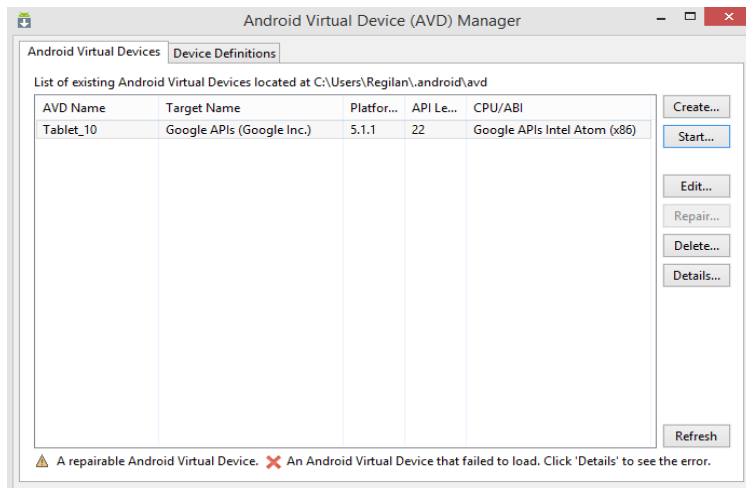 Android Virtual Device (AVD) Manager
Android Virtual Devices Device Definitions
List of existing Android Virtual Devices located at C:\Users\Regilan\.android\avd
AVD Name Target Name Platfor... API Le... CPU/ABI
Tablet_10 Google APIs (Google Inc.) 5.1.1 22 Google APIs Intel Atom (x86)
Create...
Start...
Edit...
Repair...
Delete...
Details...
Refresh
A repairable Android Virtual Device. An Android Virtual Device that failed to load. Click 'Details' to see the error.